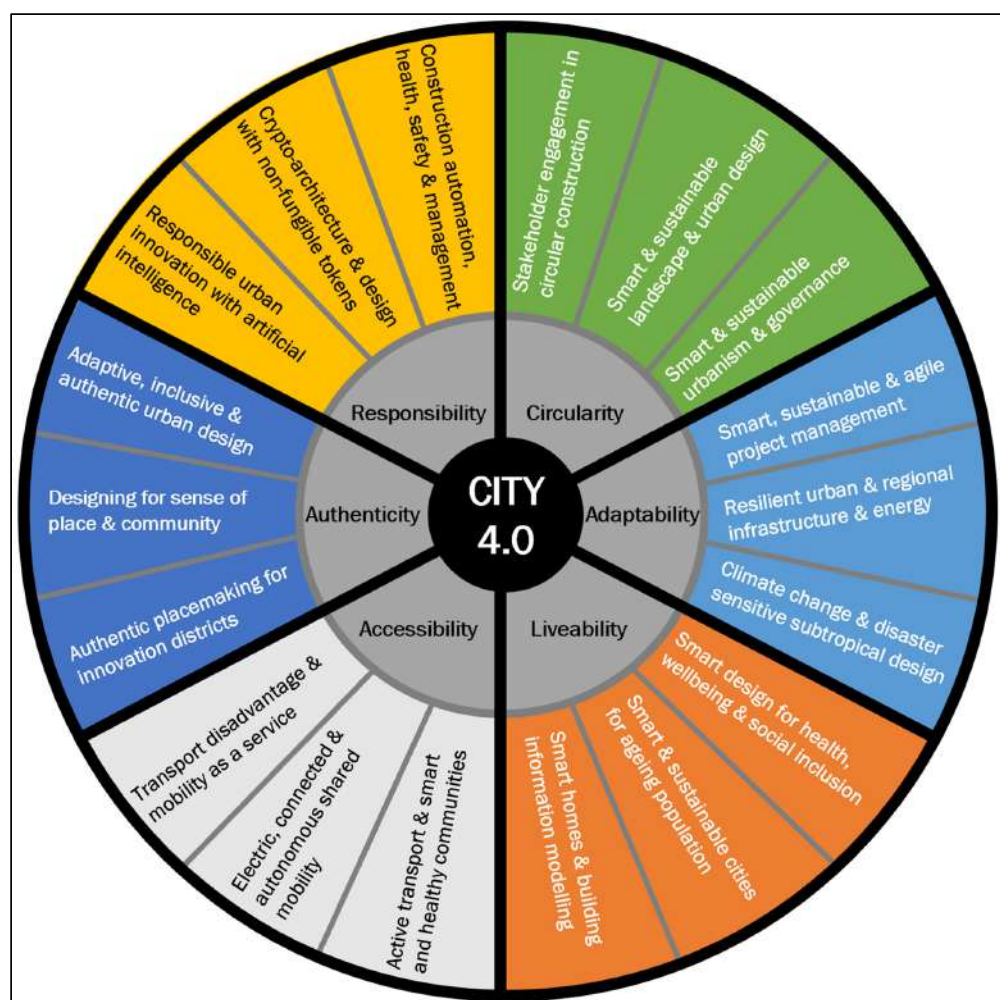 CITY
4.0
Circularity
Stakeholder engagement in
circular construction
Smart & sustainable
landscape & urban design
Smart & sustainable
urbanism & governance
Adaptability
Smart, sustainable & agile
project management
Resilient urban & regional
infrastructure & energy
Climate change & disaster
sensitive subtropical design
Liveability
Smart design for health,
wellbeing & social inclusion
Smart & sustainable cities
for ageing population
Smart homes & building
information modelling
Accessibility
Active transport & smart
and healthy communities
Electric, connected &
autonomous shared
mobility
Transport disadvantage &
mobility as a service
Authenticity
Authentic placemaking for
innovation districts
Designing for sense of
place & community
Adaptive, inclusive &
authentic urban design
Responsibility
Responsible urban
innovation with artificial
intelligence
Crypto-architecture & design
with non-fungible tokens
Construction automation,
health, safety & management